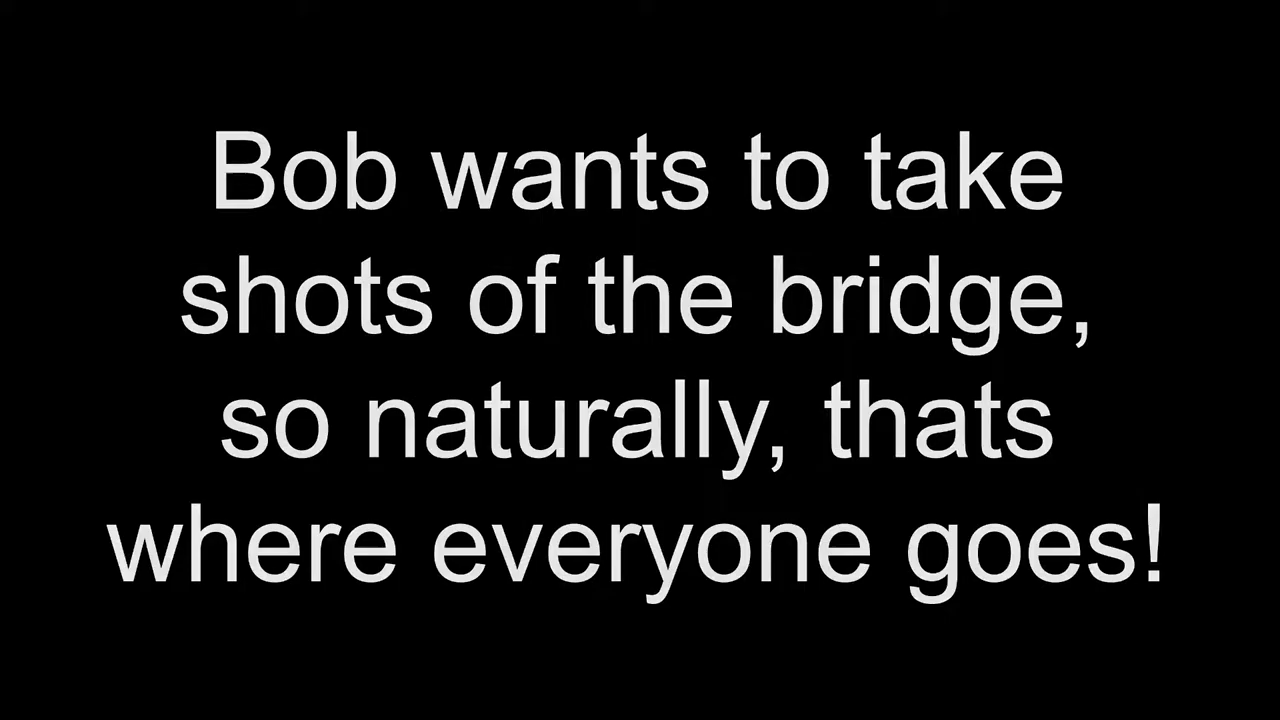 Bob wants to take
shots of the bridge,
so naturally, thats
where everyone goes!